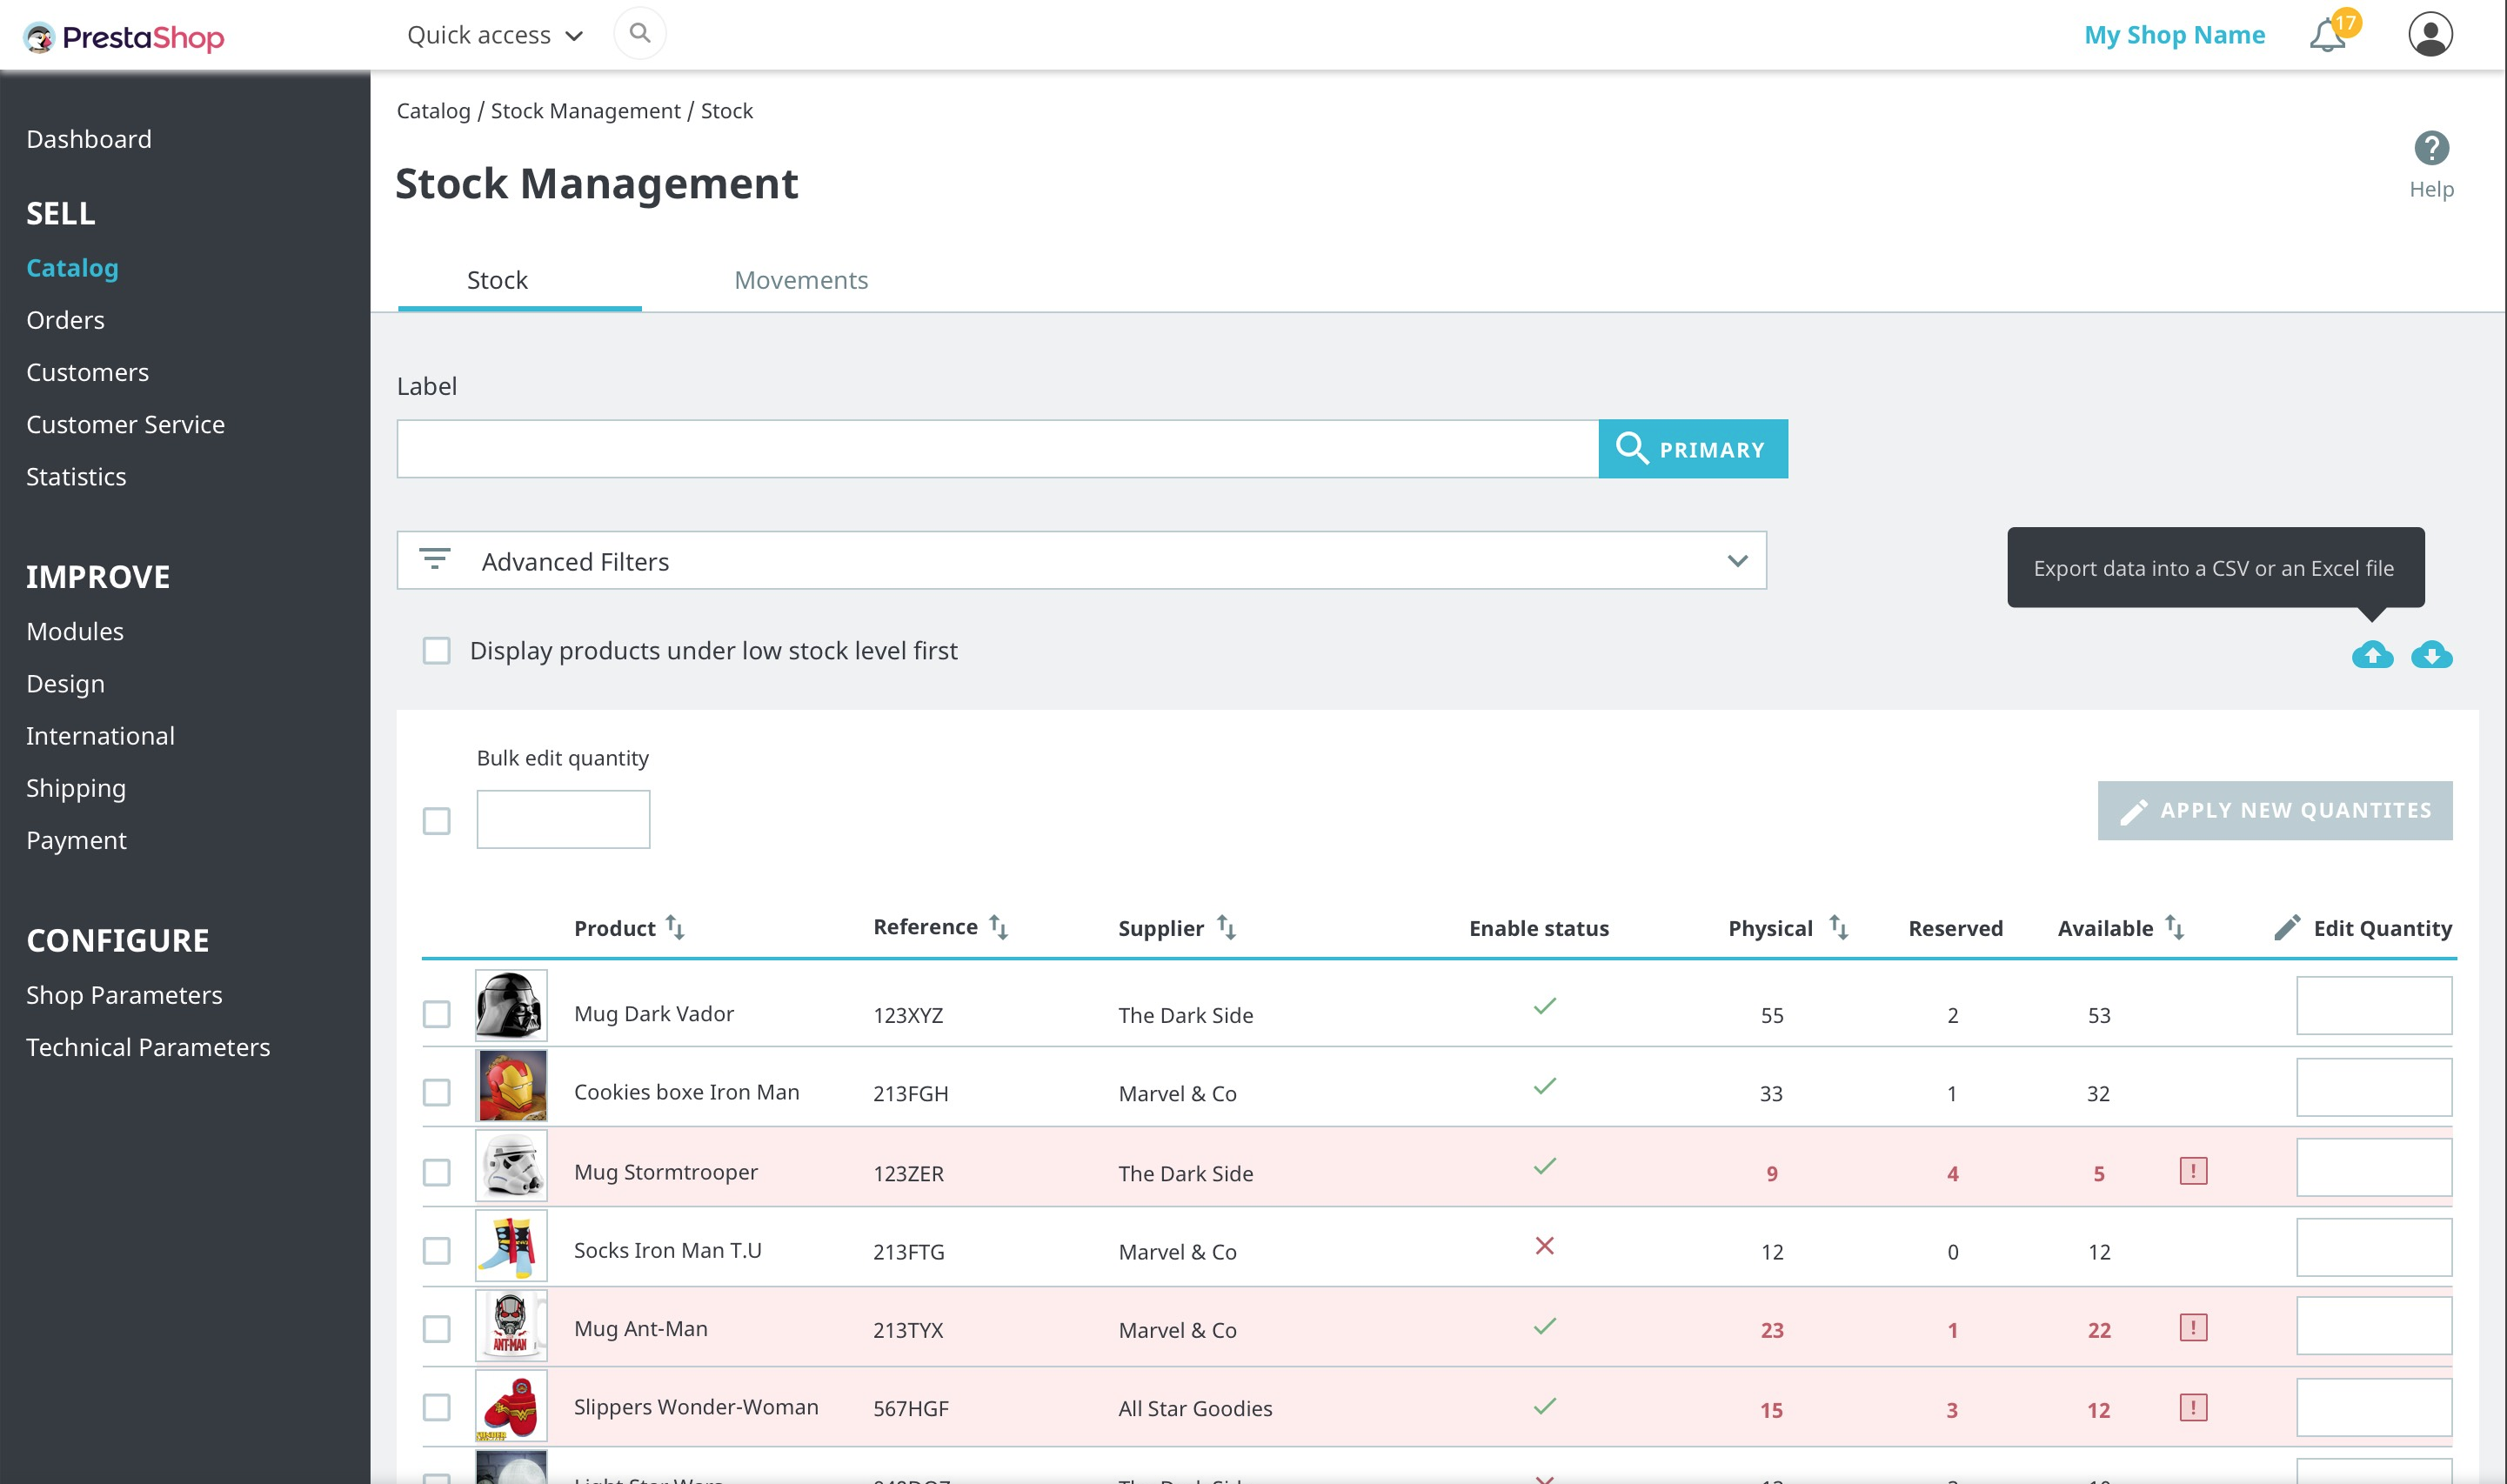 PrestaShop
Quick access
My Shop Name
17
Dashboard
SELL
Catalog
Orders
Customers
Customer Service
Statistics
IMPROVE
Modules
Design
International
Shipping
Payment
CONFIGURE
Shop Parameters
Technical Parameters
Catalog / Stock Management / Stock
Stock Management
? Help
Stock Movements
Label
PRIMARY
Advanced Filters
Export data into a CSV or an Excel file
Display products under low stock level first
Bulk edit quantity
APPLY NEW QUANTITES
Product Reference Supplier Enable status Physical Reserved Available Edit Quantity
Mug Dark Vador 123XYZ The Dark Side 55 2 53
Cookies boxe Iron Man 213FGH Marvel & Co 33 1 32
Mug Stormtrooper 123ZER The Dark Side 9 4 5 !
Socks Iron Man T.U 213FTG Marvel & Co 12 0 12
ANT-MAN
Mug Ant-Man 213TYX Marvel & Co 23 1 22 !
Slippers Wonder-Woman 567HGF All Star Goodies 15 3 12 !